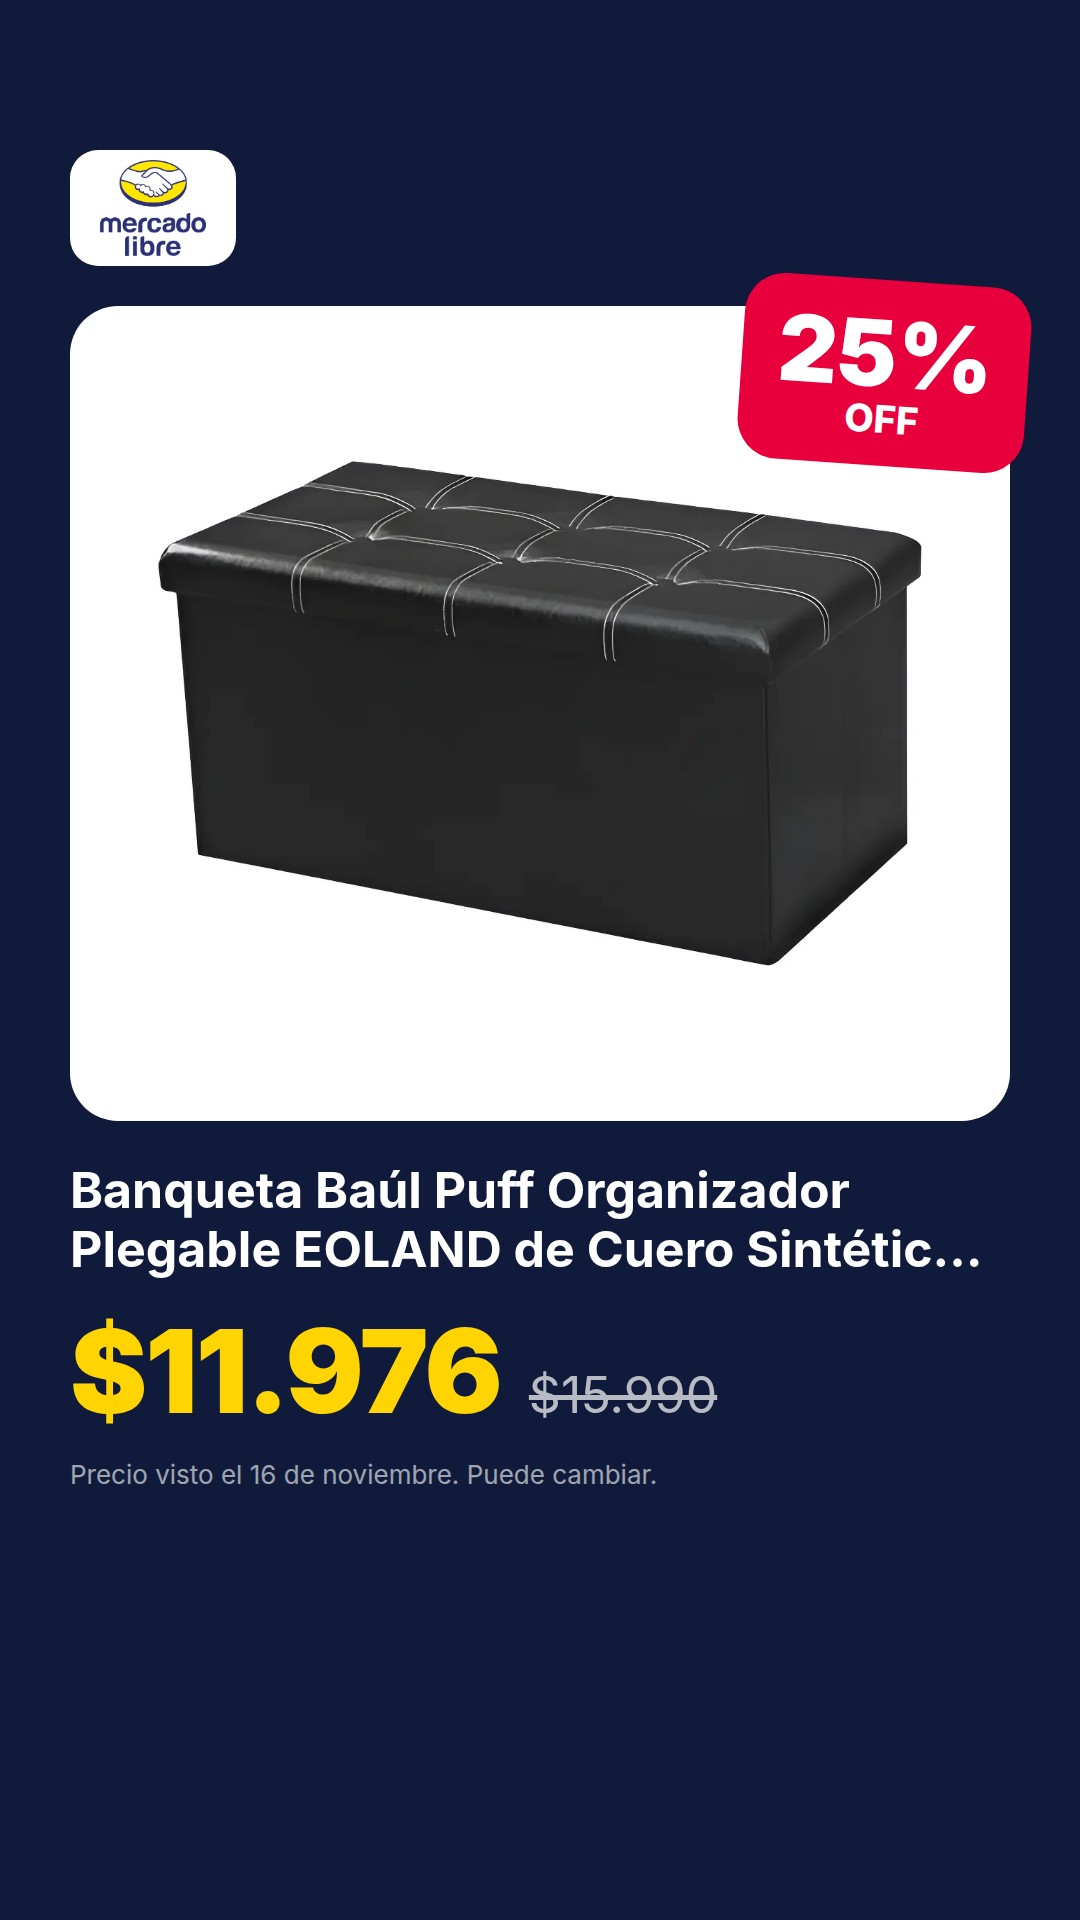 mercado
libre
25%
OFF
Banqueta Baúl Puff Organizador
Plegable EOLAND de Cuero Sintétic...
$11.976 $15.990
Precio visto el 16 de noviembre. Puede cambiar.